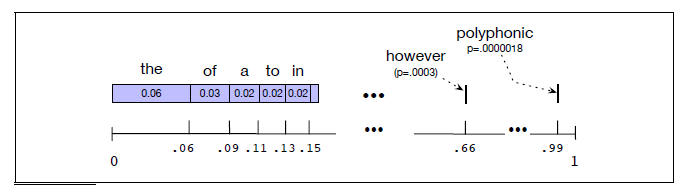 polyphonic
p=.0000018
however
(p=.0003)
the of a to in
0.06 0.03 0.02 0.02 0.02
••• 
••• •••
.06 .09 .11 .13 .15 .66 .99
0 1